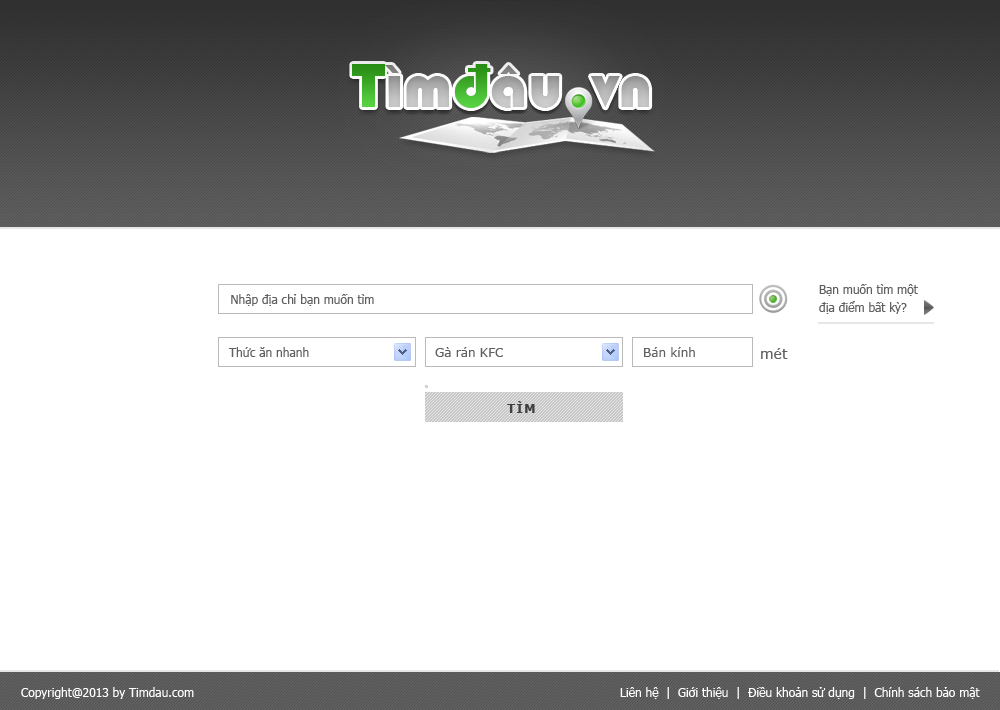 Tìmđâu.vn
Nhập địa chỉ bạn muốn tìm
Bạn muốn tìm một
địa điểm bất kỳ?
Thức ăn nhanh
Gà rán KFC
Bán kính
mét
TÌM
Copyright@2013 by Timdau.com
Liên hệ | Giới thiệu | Điều khoản sử dụng | Chính sách bảo mật